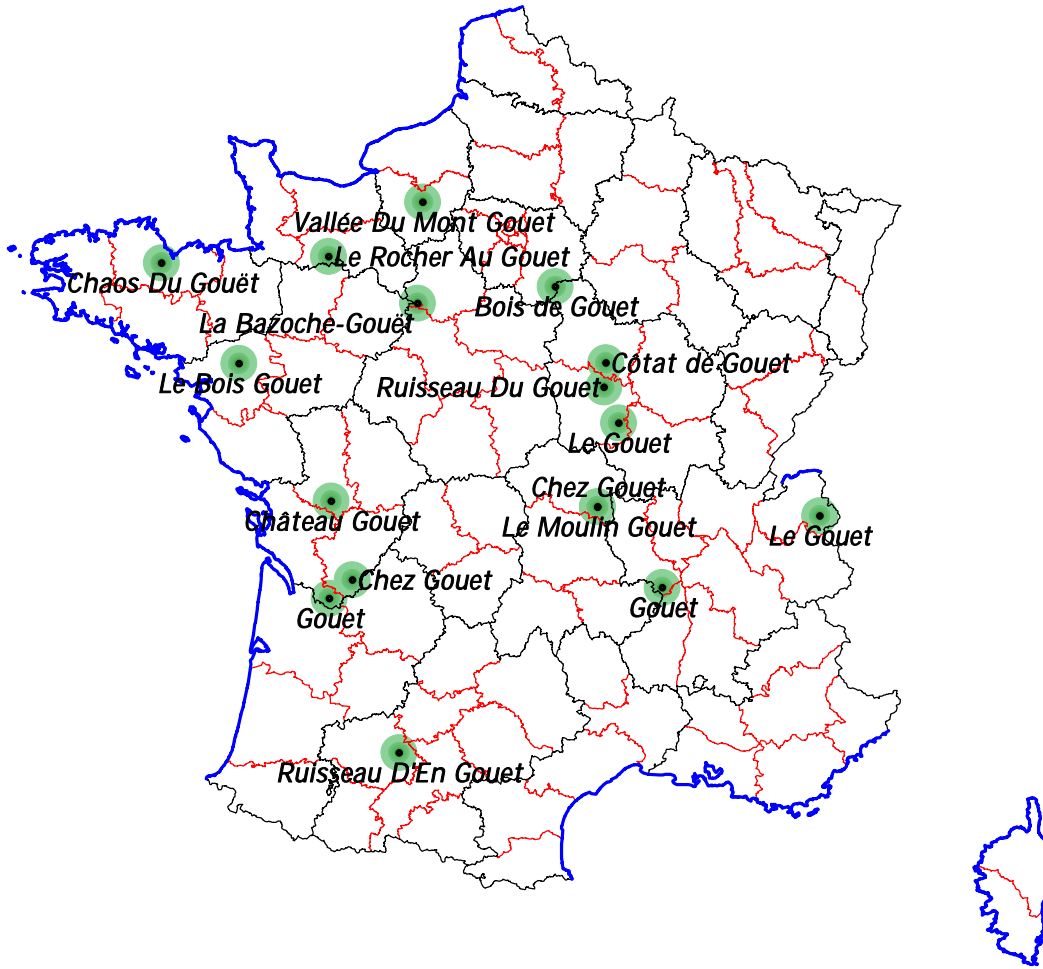 Vallée Du Mont Gouet
Le Rocher Au Gouet
Chaos Du Gouët
Bois de Gouet
La Bazoche-Gouët
Côtat de Gouet
Le Bois Gouet
Ruisseau Du Gouet
Le Gouet
Chez Gouet
Château Gouet
Le Moulin Gouet
Le Gouet
Chez Gouet
Gouet
Gouet
Ruisseau D'En Gouet